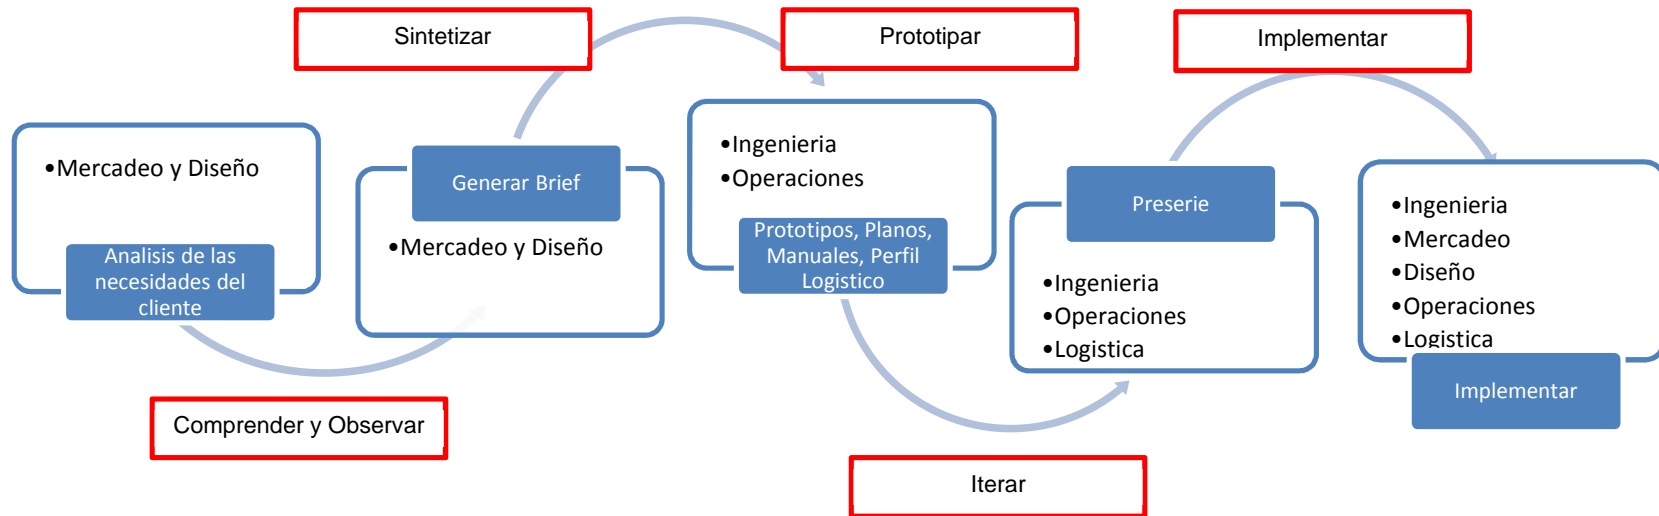 Sintetizar
Prototipar
Implementar
•Mercadeo y Diseño
Analisis de las
necesidades del
cliente
Generar Brief
•Mercadeo y Diseño
•Ingenieria
•Operaciones
Prototipos, Planos,
Manuales, Perfil
Logistico
Preserie
•Ingenieria
•Operaciones
•Logistica
•Ingenieria
•Mercadeo
•Diseño
•Operaciones
•Logistica
Implementar
Comprender y Observar
Iterar